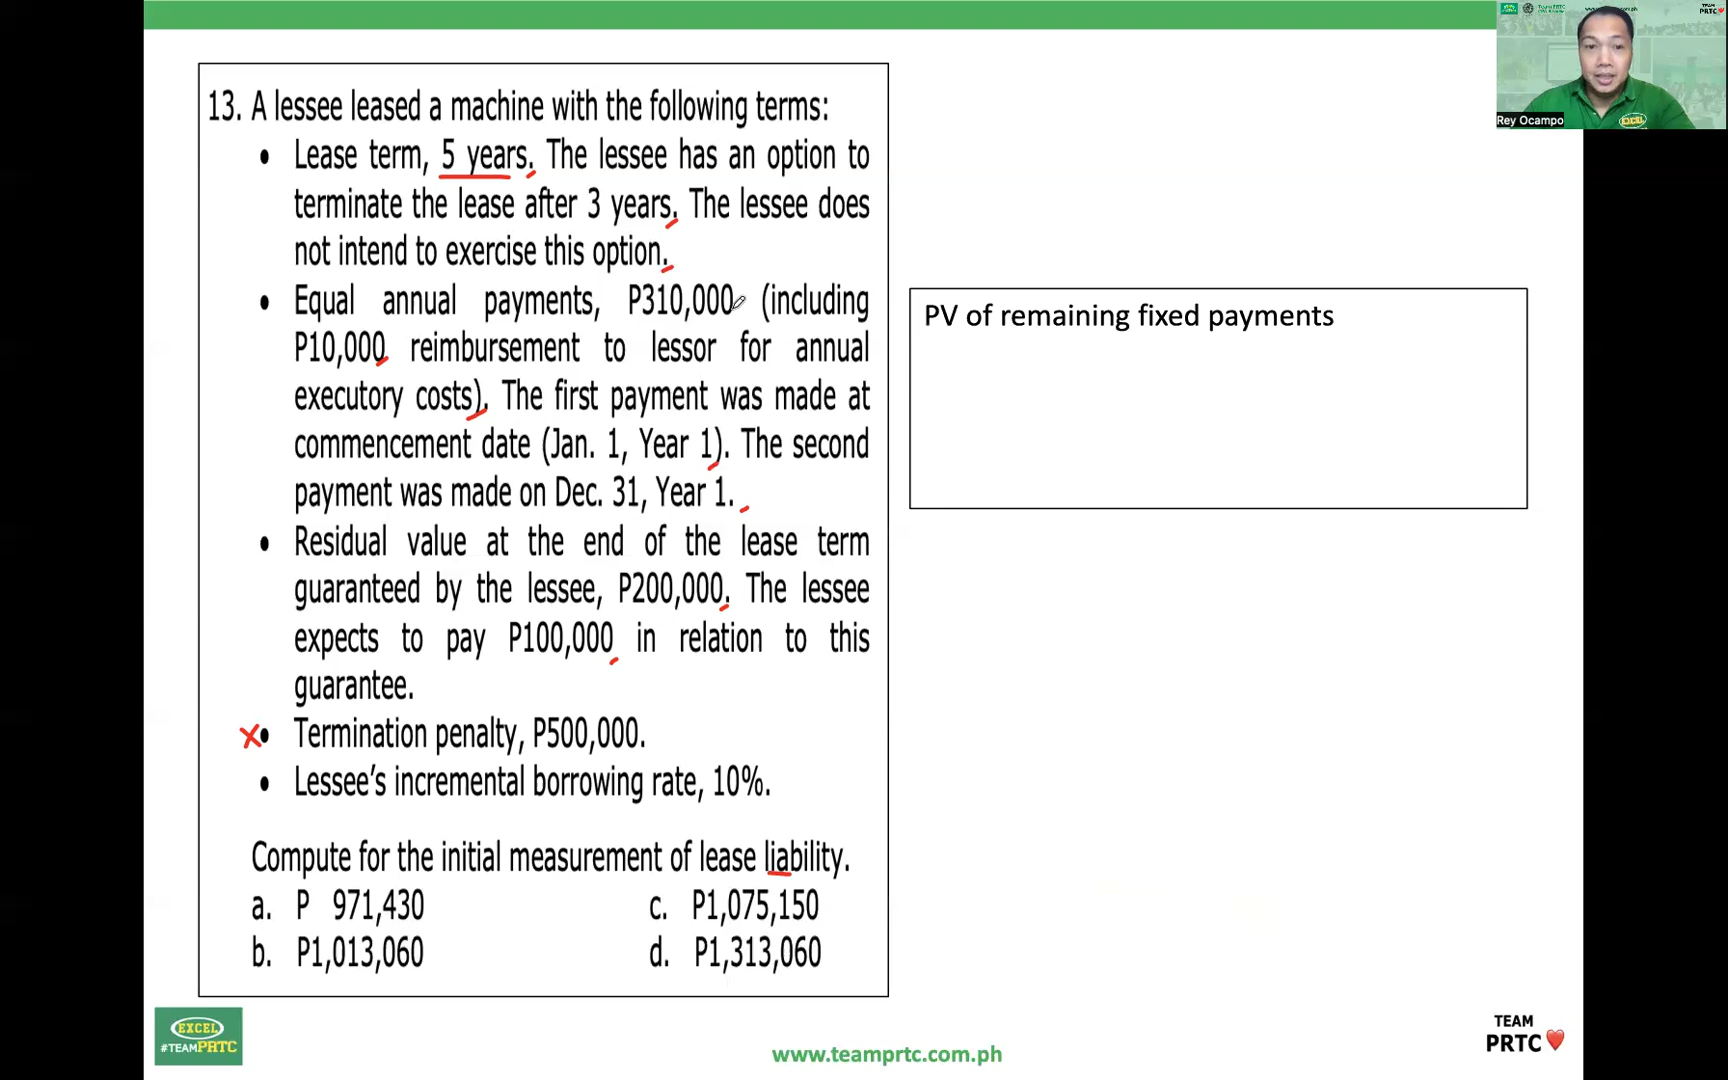 13. A lessee leased a machine with the following terms:
• Lease term, 5 years. The lessee has an option to
terminate the lease after 3 years. The lessee does
not intend to exercise this option.
• Equal annual payments, P310,000 (including
P10,000 reimbursement to lessor for annual
executory costs). The first payment was made at
commencement date (Jan. 1, Year 1). The second
payment was made on Dec. 31, Year 1.
• Residual value at the end of the lease term
guaranteed by the lessee, P200,000. The lessee
expects to pay P100,000 in relation to this
guarantee.
• Termination penalty, P500,000.
• Lessee's incremental borrowing rate, 10%.
Compute for the initial measurement of lease liability.
a. P 971,430 c. P1,075,150
b. P1,013,060 d. P1,313,060
PV of remaining fixed payments
Rey Ocampo
EXCEL
TEAM
PRTC
EXCEL
#TEAMPRTC
www.teamprtc.com.ph
TEAM
PRTC